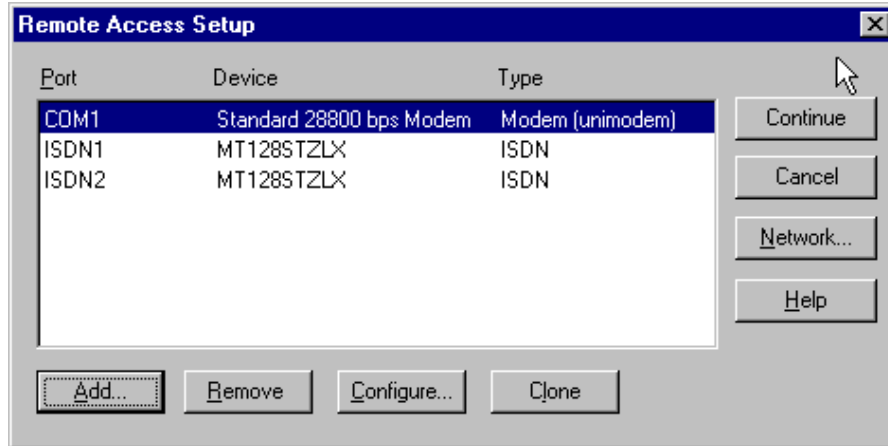 Remote Access Setup
Port Device Type
COM1 Standard 28800 bps Modem Modem (unimodem)
ISDN1 MT128STZLX ISDN
ISDN2 MT128STZLX ISDN
Continue
Cancel
Network...
Help
Add... Remove Configure... Clone